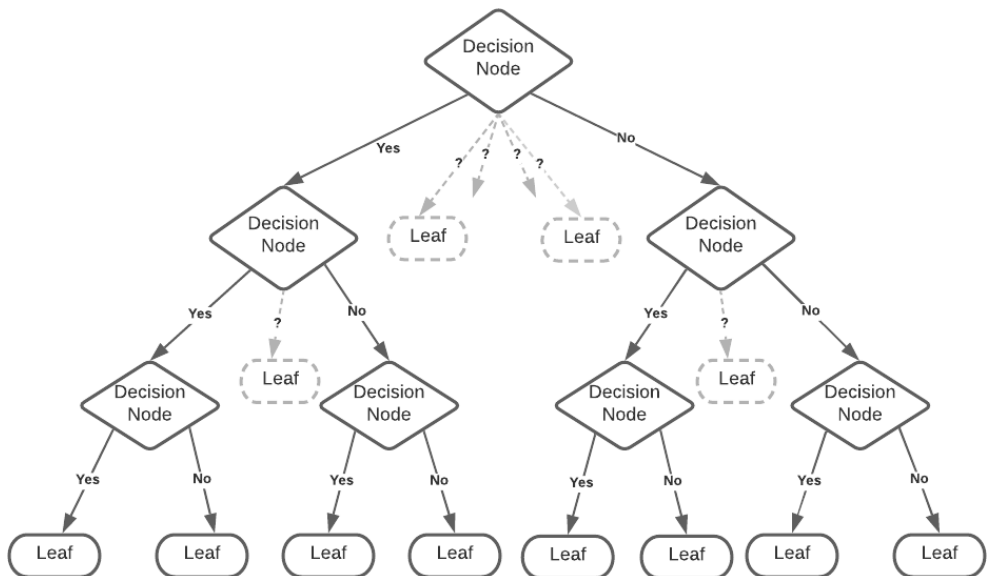 Decision
Node
Yes
?
?
?
?
No
Decision
Node
Leaf
Leaf
Decision
Node
Yes
?
No
Yes
?
No
Decision
Node
Leaf
Decision
Node
Decision
Node
Leaf
Decision
Node
Yes
No
Yes
No
Yes
No
Yes
No
Leaf
Leaf
Leaf
Leaf
Leaf
Leaf
Leaf
Leaf